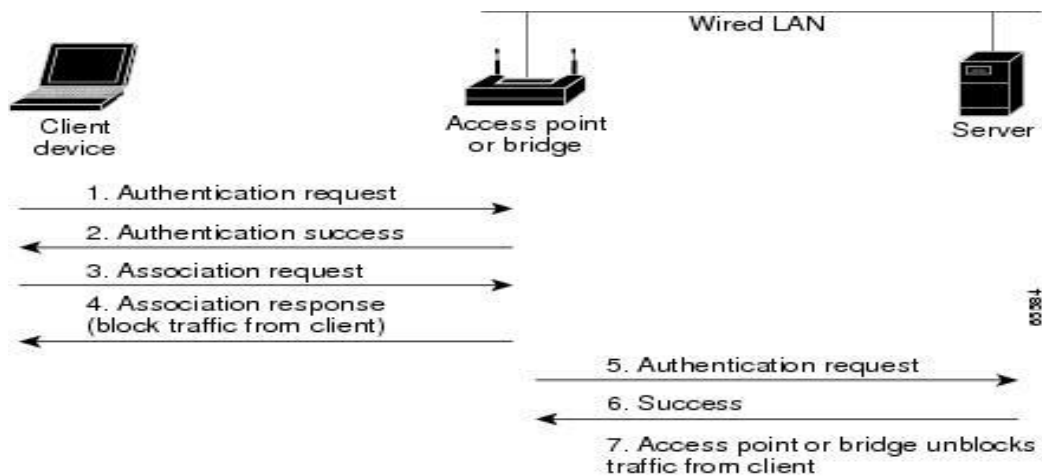 Wired LAN
Client
device
Access point
or bridge
Server
1. Authentication request
2. Authentication success
3. Association request
4. Association response
(block traffic from client)
65584
5. Authentication request
6. Success
7. Access point or bridge unblocks
traffic from client